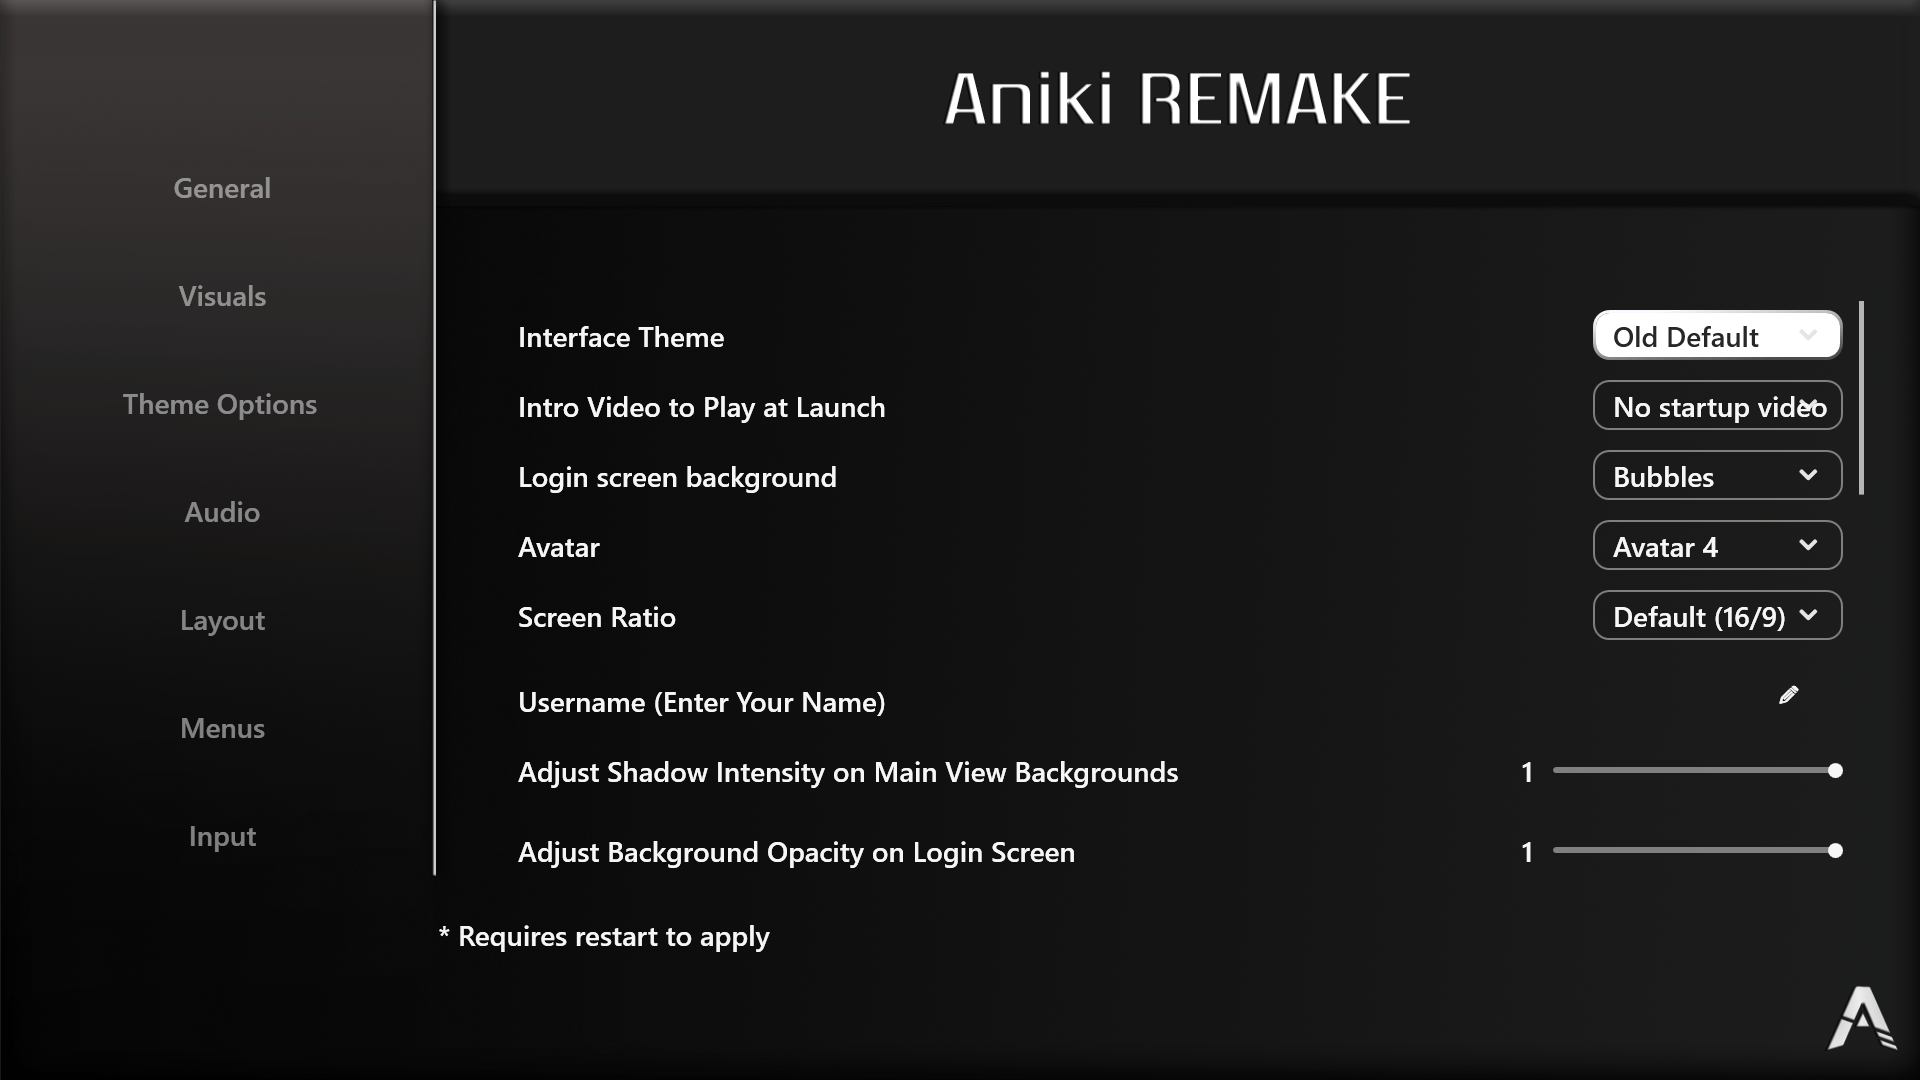 Aniki REMAKE
General
Visuals
Theme Options
Audio
Layout
Menus
Input
Interface Theme
Old Default
Intro Video to Play at Launch
No startup video
Login screen background
Bubbles
Avatar
Avatar 4
Screen Ratio
Default (16/9)
Username (Enter Your Name)
Adjust Shadow Intensity on Main View Backgrounds
1
Adjust Background Opacity on Login Screen
1
* Requires restart to apply